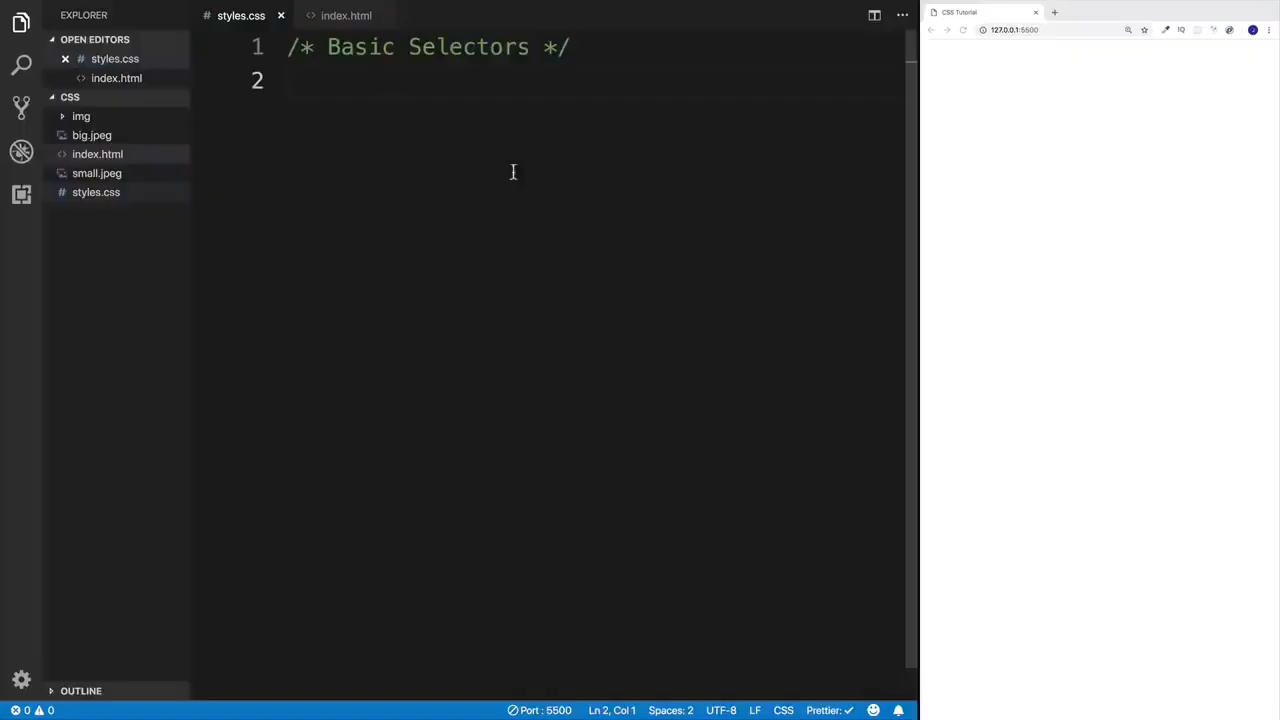 EXPLORER
OPEN EDITORS
styles.css
index.html
CSS
img
big.jpeg
index.html
small.jpeg
styles.css
OUTLINE
styles.css
index.html
1 /* Basic Selectors */
2
0 0
Port : 5500
Ln 2, Col 1
Spaces: 2
UTF-8
LF
CSS
Prettier: ✓
CSS Tutorial
127.0.0.1:5500
IQ
J